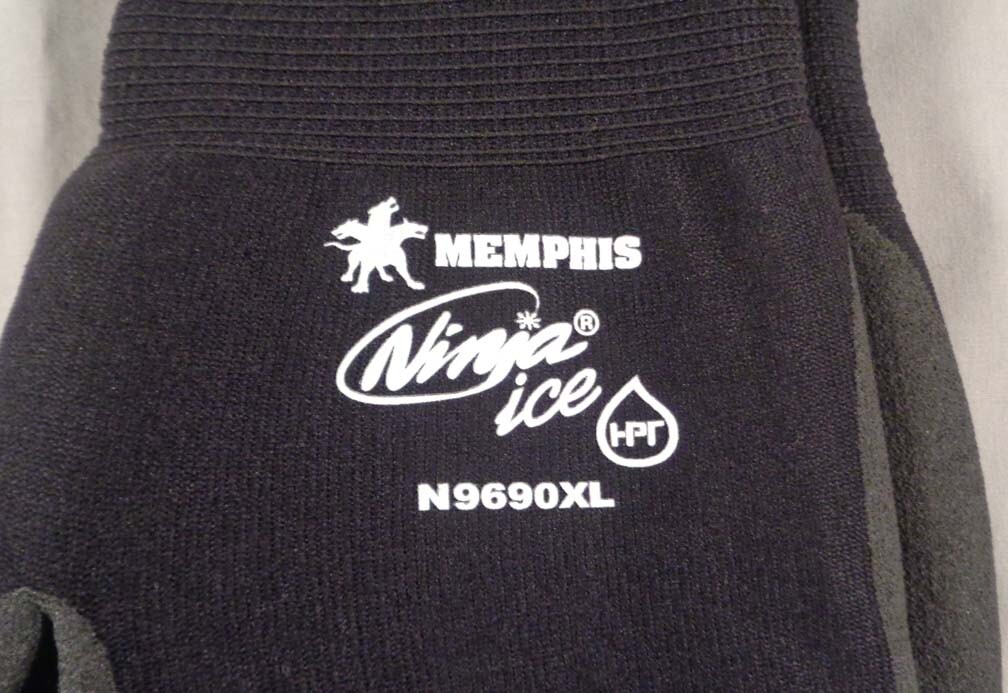 MEMPHIS
Ninja®
ice
HPT
N9690XL